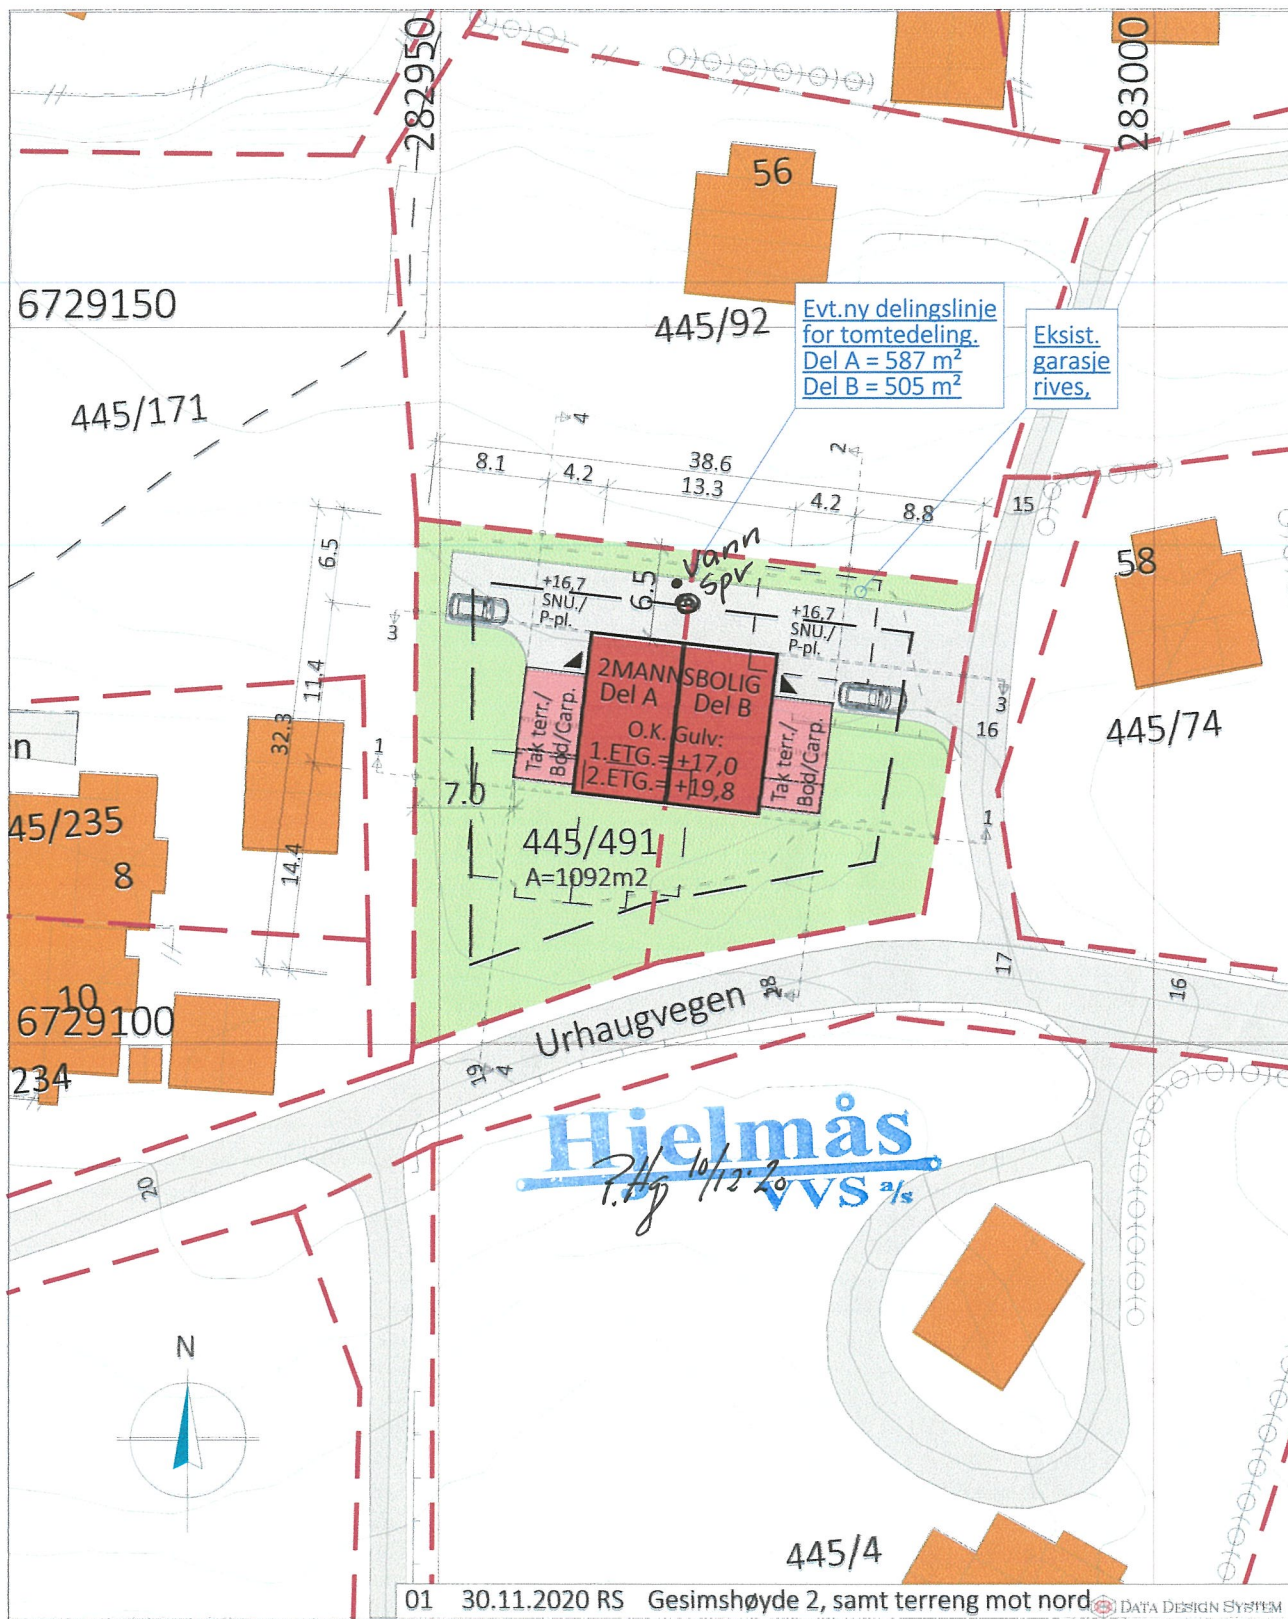 282950
283000
56
6729150
445/92
Evt.ny delingslinje
for tomtedeling.
Del A = 587 m²
Del B = 505 m²
Eksist.
garasje
rives,
445/171
4
2
38.6
8.1
4.2
13.3
4.2
8.8
15
6.5
58
Vann
Spv
6.5
+16,7
SNU./
P-pl.
+16,7
SNU./
P-pl.
3
3
11.4
2MANNSBOLIG
Del A
Del B
O.K. Gulv:
1.ETG.= +17,0
2.ETG.= +19,8
Tak terr./
Bod/Carp.
Tak terr./
Bod/Carp.
32.3
1
16
445/74
n
7.0
1
45/235
8
14.4
445/491
A=1092m2
10
6729100
234
Urhaugvegen
17
16
19
4
20
Hjelmås
VVS a/s
10/12-20
N
445/4
01 30.11.2020 RS Gesimshøyde 2, samt terreng mot nord
DATA DESIGN SYSTEM